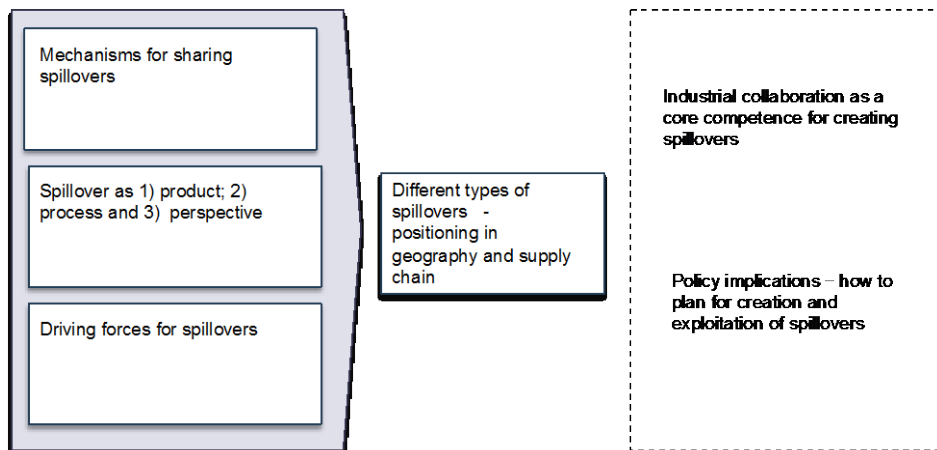 Mechanisms for sharing
spillovers
Spillover as 1) product; 2)
process and 3) perspective
Driving forces for spillovers
Different types of
spillovers -
positioning in
geography and supply
chain
Industrial collaboration as a
core competence for creating
spillovers
Policy implications – how to
plan for creation and
exploitation of spillovers